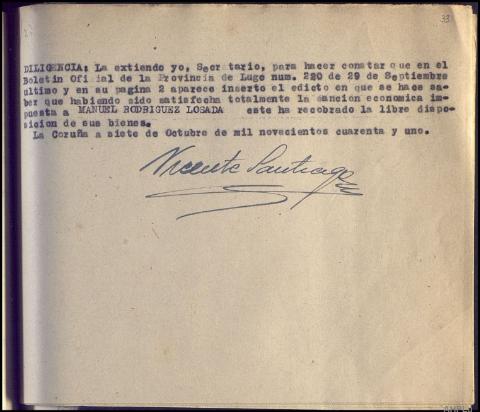 33
DILIGENCIA: La extiendo yo, Secretario, para hacer constar que en el
Boletin Oficial de la Provincia de Lugo num. 220 de 29 de Septiembre
ultimo y en su pagina 2 aparece inserto el edicto en que se hace sa-
ber que habiendo sido satisfecha totalmente la sancion economica im-
puesta a MANUEL RODRIGUEZ LOSADA este ha recobrado la libre dispo-
sicion de sus bienes.
La Coruña a siete de Octubre de mil novecientos cuarenta y uno.
Vicente Santiago